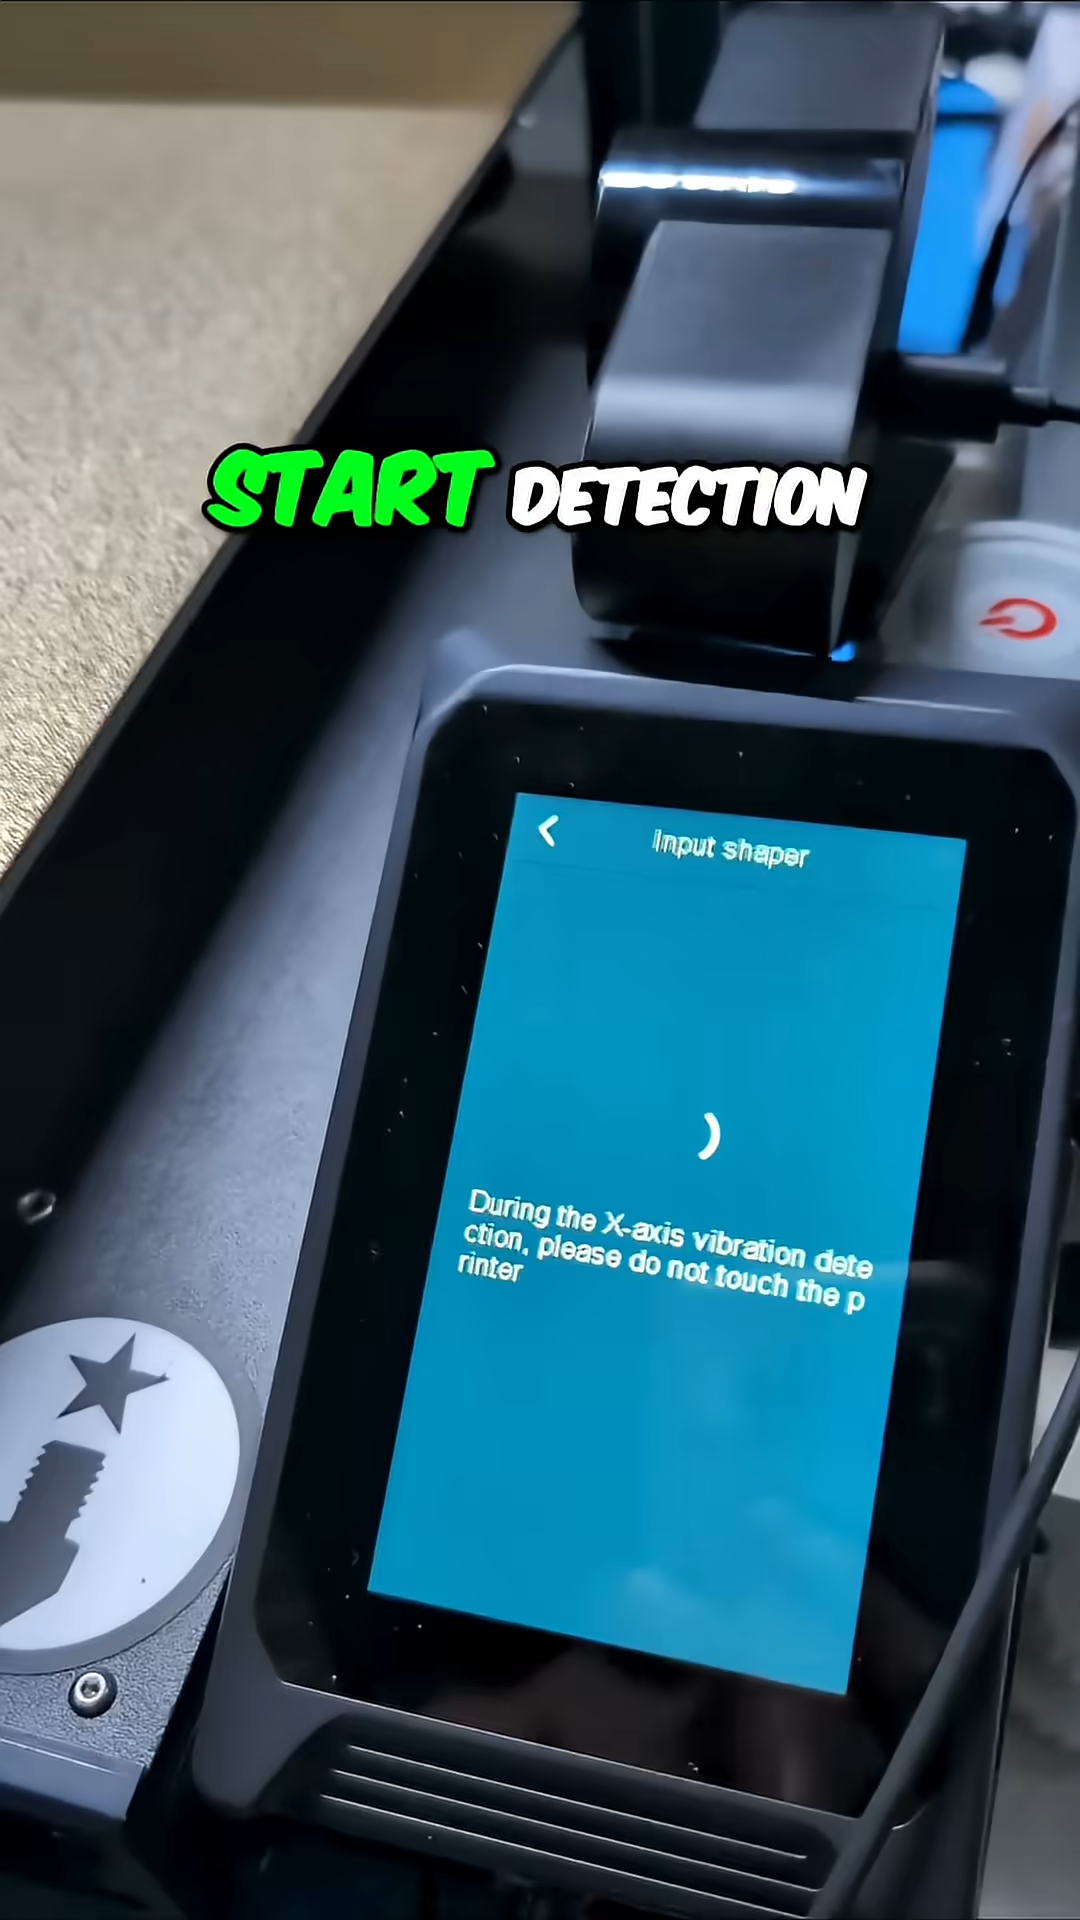 START DETECTION
Input shaper
During the X-axis vibration dete
ction, please do not touch the p
rinter